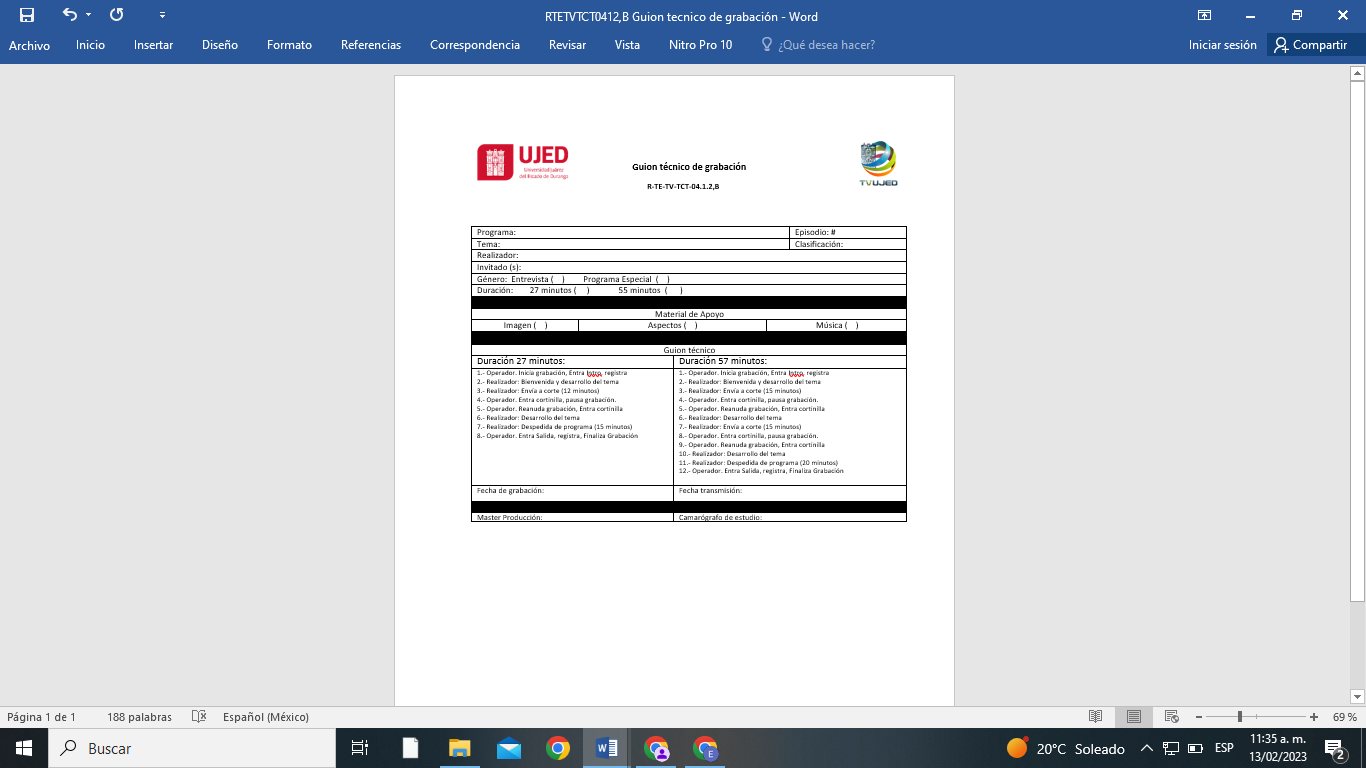 RTETVTCT0412,B Guion tecnico de grabación - Word
Archivo Inicio Insertar Diseño Formato Referencias Correspondencia Revisar Vista Nitro Pro 10 ¿Qué desea hacer? Iniciar sesión Compartir
UJED
Universidad Juárez
del Estado de Durango
TVUJED
Guion técnico de grabación
R-TE-TV-TCT-04.1.2,B
Programa: Episodio: #
Tema: Clasificación:
Realizador:
Invitado (s):
Género: Entrevista ( ) Programa Especial ( )
Duración: 27 minutos ( ) 55 minutos ( )
Material de Apoyo
Imagen ( ) Aspectos ( ) Música ( )
Guion técnico
Duración 27 minutos:
1.- Operador. Inicia grabación, Entra Intro, registra
2.- Realizador: Bienvenida y desarrollo del tema
3.- Realizador: Envía a corte (12 minutos)
4.- Operador. Entra cortinilla, pausa grabación.
5.- Operador. Reanuda grabación, Entra cortinilla
6.- Realizador: Desarrollo del tema
7.- Realizador: Despedida de programa (15 minutos)
8.- Operador. Entra Salida, registra, Finaliza Grabación
Duración 57 minutos:
1.- Operador. Inicia grabación, Entra Intro, registra
2.- Realizador: Bienvenida y desarrollo del tema
3.- Realizador: Envía a corte (15 minutos)
4.- Operador. Entra cortinilla, pausa grabación.
5.- Operador. Reanuda grabación, Entra cortinilla
6.- Realizador: Desarrollo del tema
7.- Realizador: Envía a corte (15 minutos)
8.- Operador. Entra cortinilla, pausa grabación.
9.- Operador. Reanuda grabación, Entra cortinilla
10.- Realizador: Desarrollo del tema
11.- Realizador: Despedida de programa (20 minutos)
12.- Operador. Entra Salida, registra, Finaliza Grabación
Fecha de grabación: Fecha transmisión:
Master Producción: Camarógrafo de estudio:
Página 1 de 1 188 palabras Español (México) 69 %
Buscar 20°C Soleado ESP 11:35 a. m.
13/02/2023 2